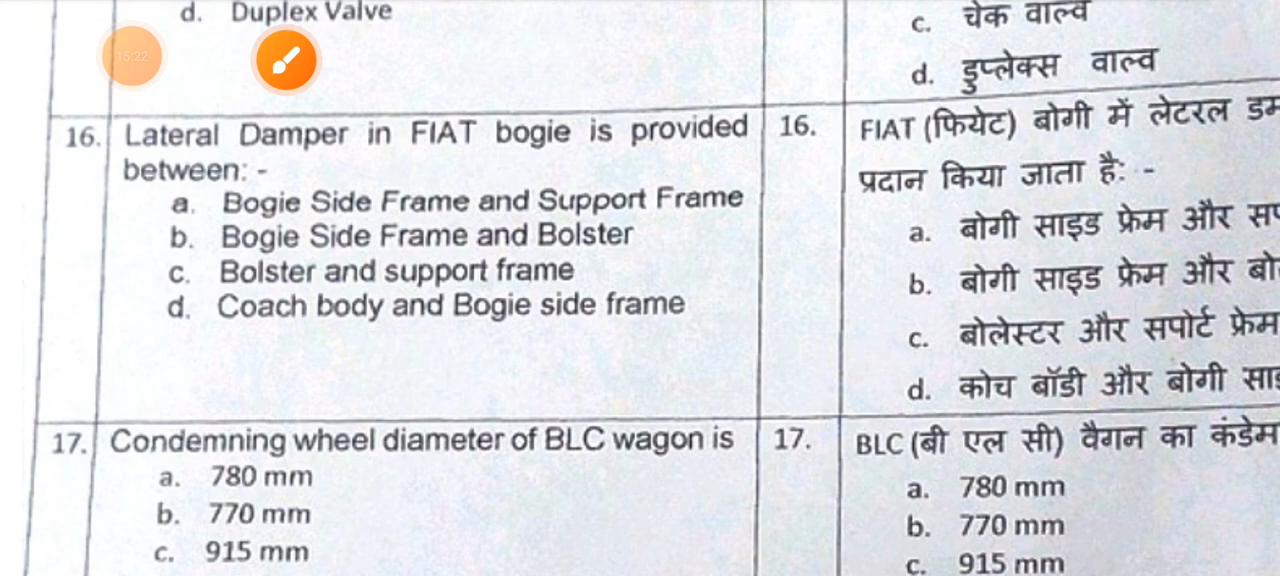 d. Duplex Valve
15:22
16. Lateral Damper in FIAT bogie is provided
between: -
a. Bogie Side Frame and Support Frame
b. Bogie Side Frame and Bolster
c. Bolster and support frame
d. Coach body and Bogie side frame
17. Condemning wheel diameter of BLC wagon is
a. 780 mm
b. 770 mm
c. 915 mm
c. चेक वाल्व
d. डुप्लेक्स वाल्व
16. FIAT (फियेट) बोगी में लेटरल
प्रदान किया जाता है: -
a. बोगी साइड फ्रेम और
b. बोगी साइड फ्रेम और
c. बोलेस्टर और सपोर्ट फ्रेम
d. कोच बॉडी और बोगी
17. BLC (बी एल सी) वैगन का
a. 780 mm
b. 770 mm
c. 915 mm